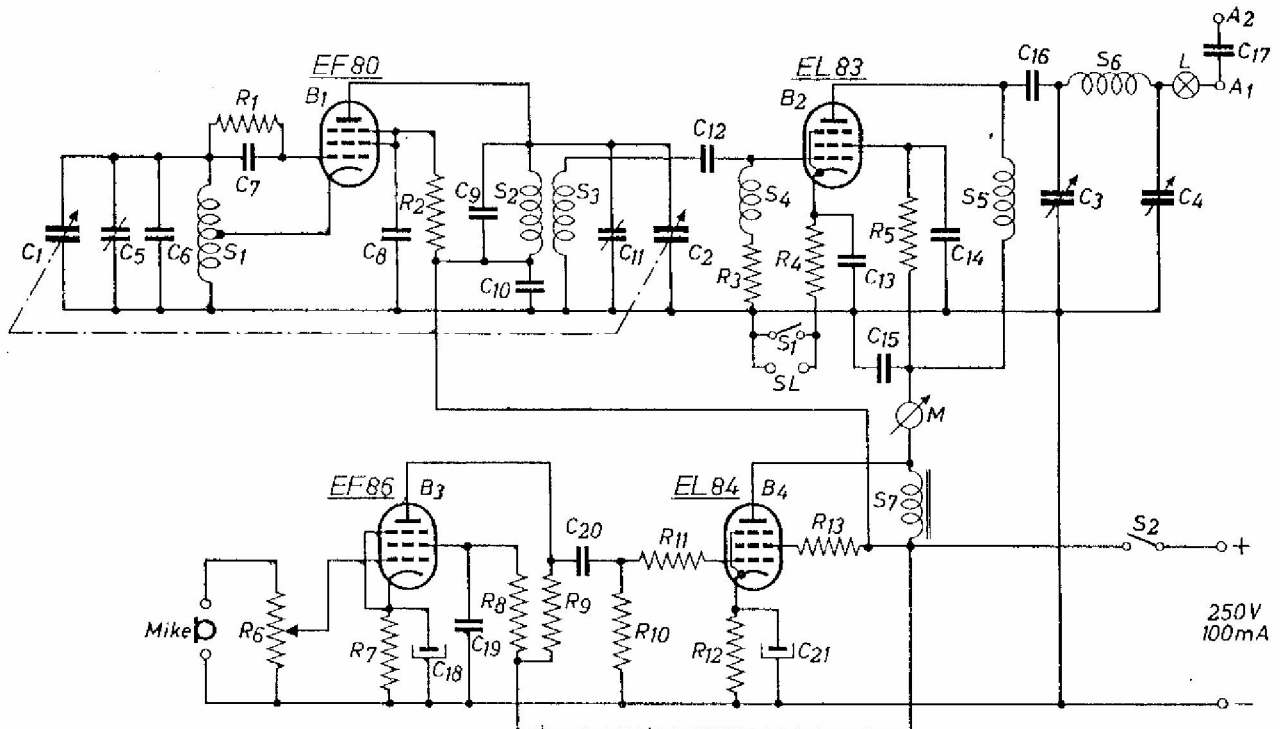 A2
C17
EF80
EL83
C16
S6
L
A1
B1
B2
R1
C12
C7
R2
C9
S2
S3
S4
R5
S5
C3
C4
C1
C5
C6
S1
C8
C11
C2
R3
R4
C13
C14
C10
S1
C15
SL
M
EF86
B3
EL84
B4
S7
C20
R13
S2
R11
+
Mike
R6
R8
R9
250V
R7
C19
R10
R12
100mA
C18
C21
-